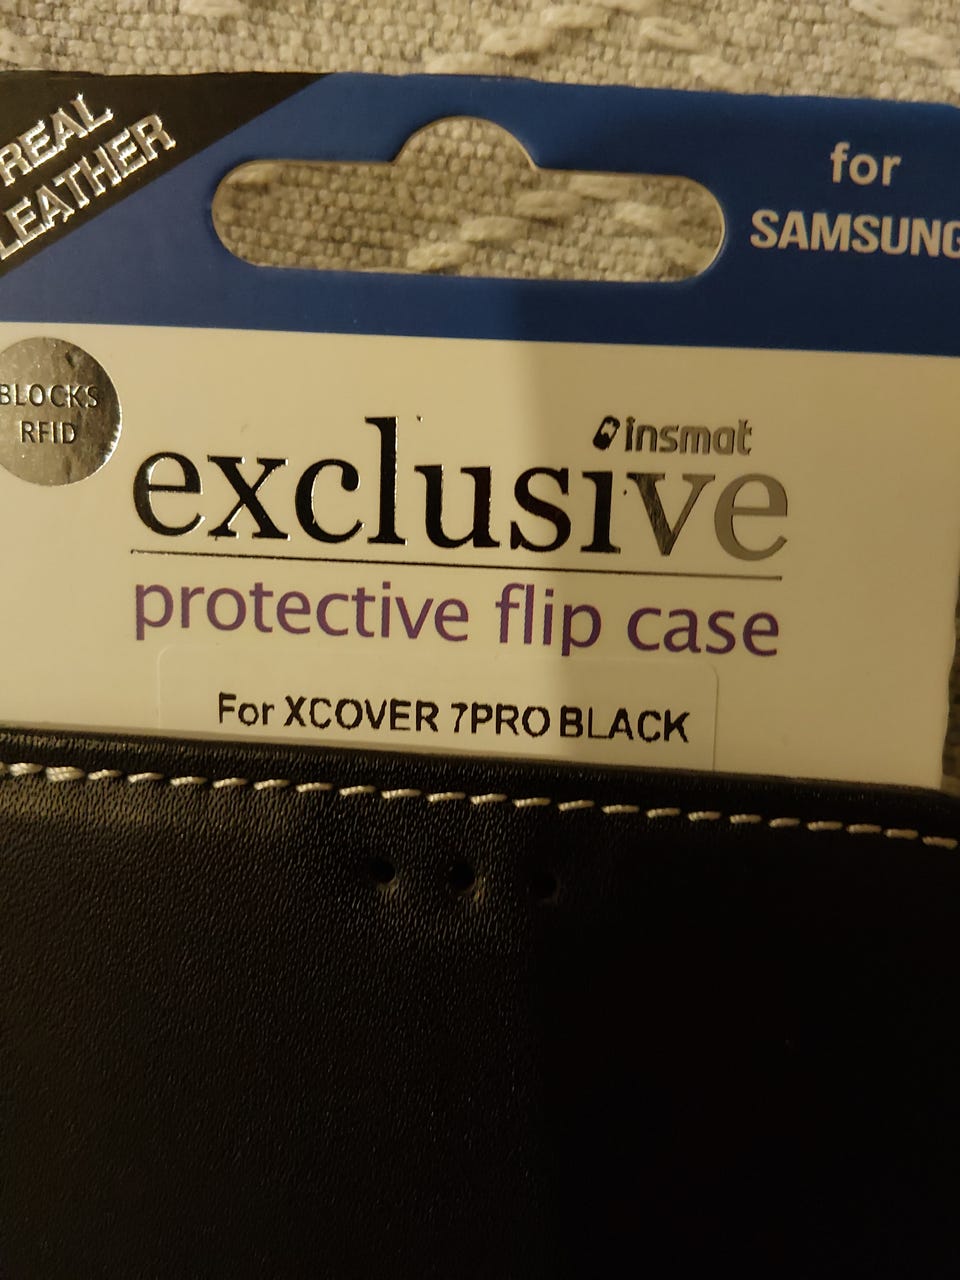 REAL
LEATHER
for
SAMSUNG
BLOCKS
RFID
insmat
exclusive
protective flip case
For XCOVER 7PRO BLACK